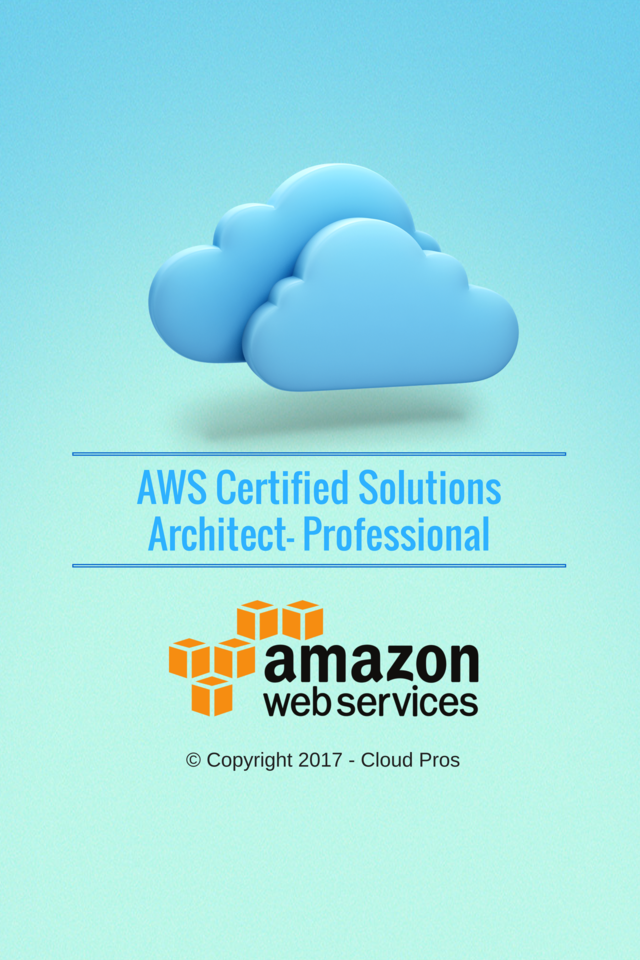 AWS Certified Solutions
Architect- Professional
amazon
web services
© Copyright 2017 - Cloud Pros